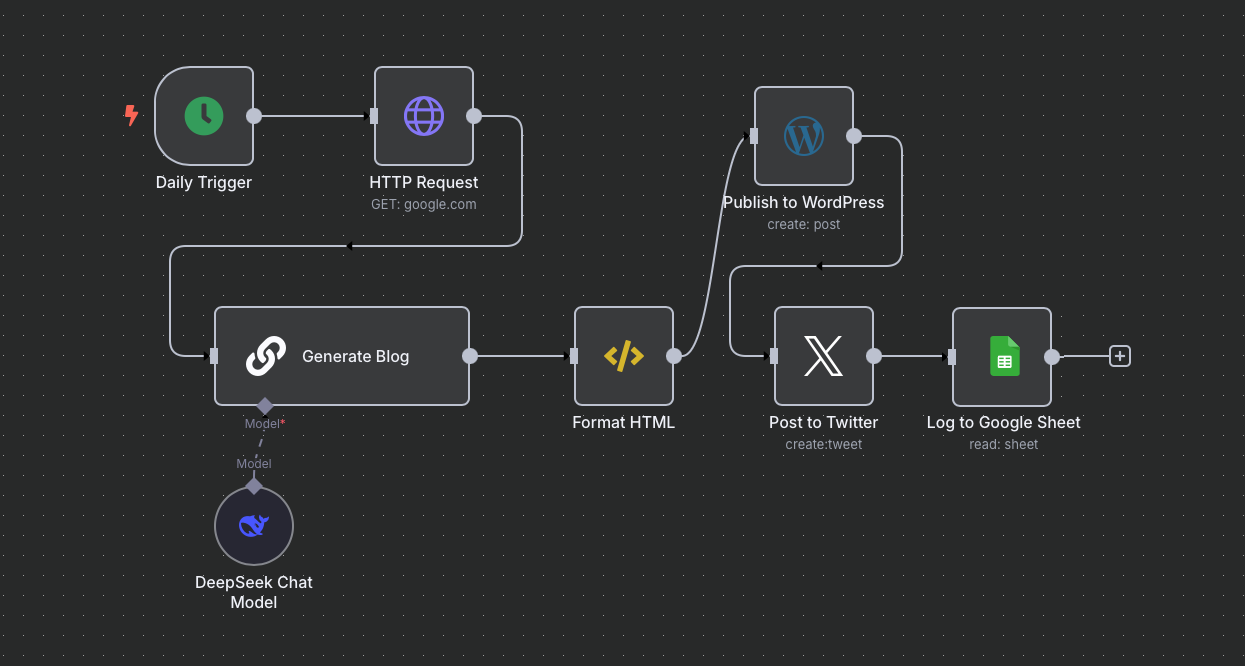 Daily Trigger
HTTP Request
GET: google.com
Publish to WordPress
create: post
Generate Blog
Model*
Model
DeepSeek Chat
Model
Format HTML
Post to Twitter
create:tweet
Log to Google Sheet
read: sheet